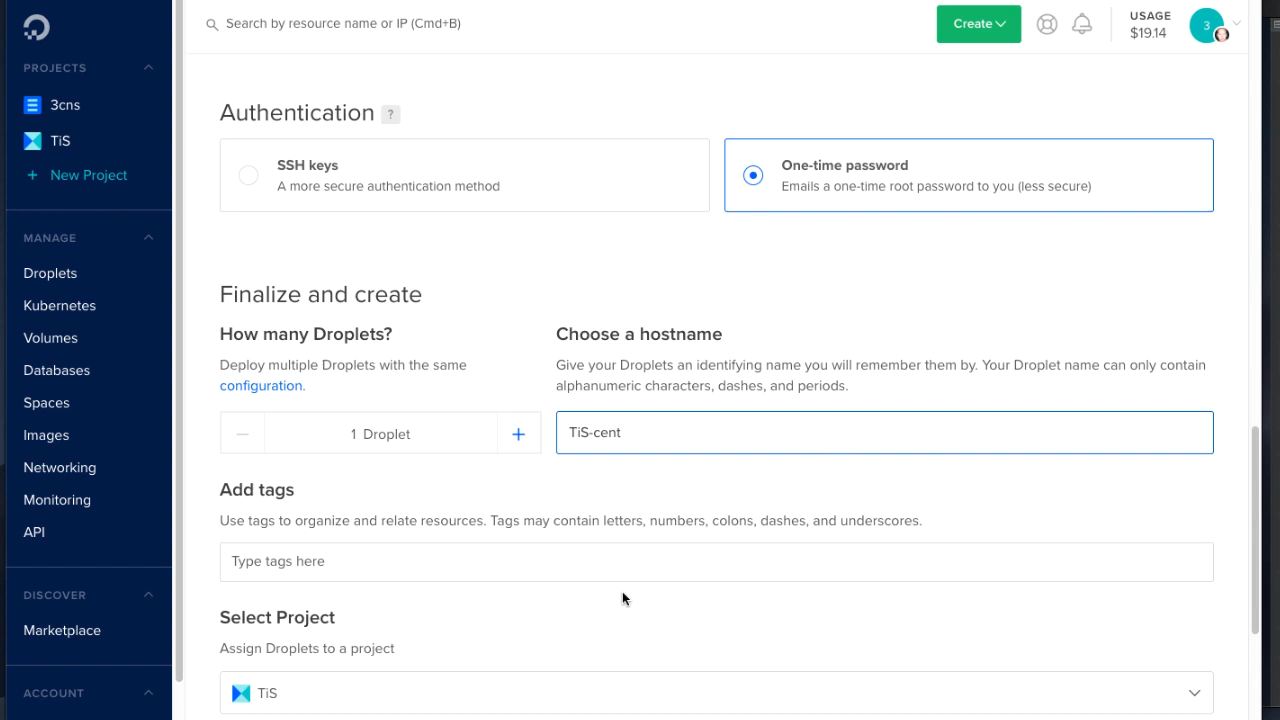 Search by resource name or IP (Cmd+B)
Create
USAGE
$19.14
3
PROJECTS
3cns
TiS
+ New Project
MANAGE
Droplets
Kubernetes
Volumes
Databases
Spaces
Images
Networking
Monitoring
API
DISCOVER
Marketplace
ACCOUNT
Authentication ?
SSH keys
A more secure authentication method
One-time password
Emails a one-time root password to you (less secure)
Finalize and create
How many Droplets?
Deploy multiple Droplets with the same
configuration.
1 Droplet
Choose a hostname
Give your Droplets an identifying name you will remember them by. Your Droplet name can only contain
alphanumeric characters, dashes, and periods.
TiS-cent
Add tags
Use tags to organize and relate resources. Tags may contain letters, numbers, colons, dashes, and underscores.
Type tags here
Select Project
Assign Droplets to a project
TiS